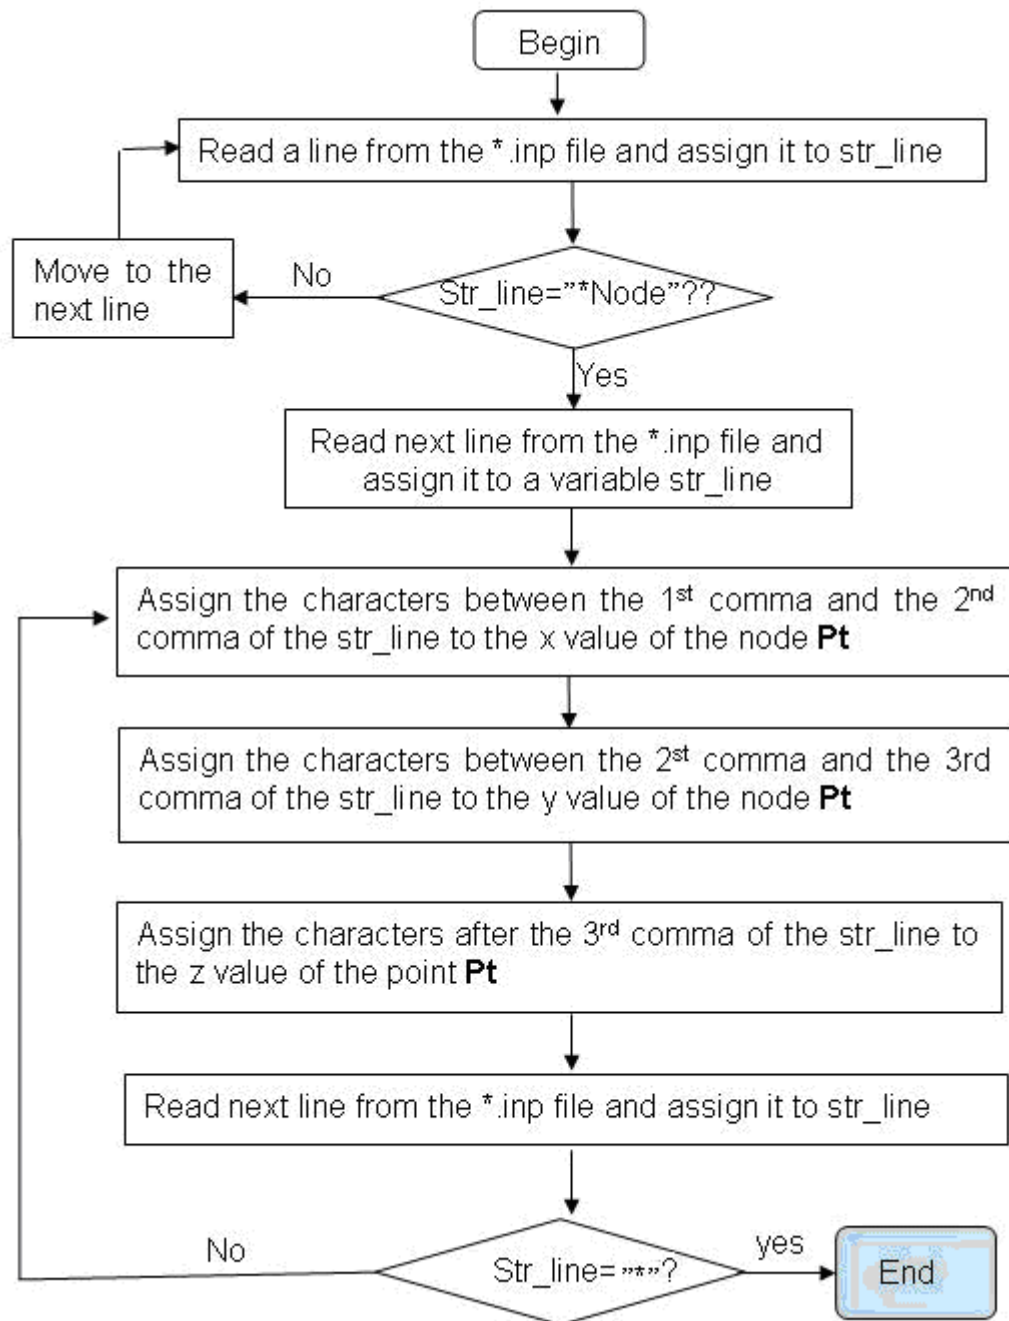 Begin
Read a line from the *.inp file and assign it to str_line
Move to the
next line
No
Str_line="*Node"??
Yes
Read next line from the *.inp file and
assign it to a variable str_line
Assign the characters between the 1st comma and the 2nd
comma of the str_line to the x value of the node Pt
Assign the characters between the 2st comma and the 3rd
comma of the str_line to the y value of the node Pt
Assign the characters after the 3rd comma of the str_line to
the z value of the point Pt
Read next line from the *.inp file and assign it to str_line
No
Str_line= ”*”?
yes
End